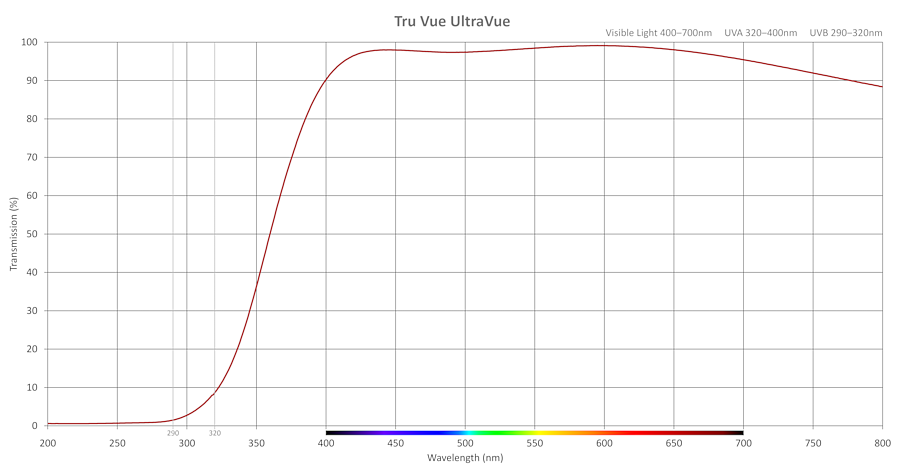 Tru Vue UltraVue
Visible Light 400–700nm UVA 320–400nm UVB 290–320nm
100
90
80
70
60
50
40
30
20
10
0
Transmission (%)
290 320
200 250 300 350 400 450 500 550 600 650 700 750 800
Wavelength (nm)